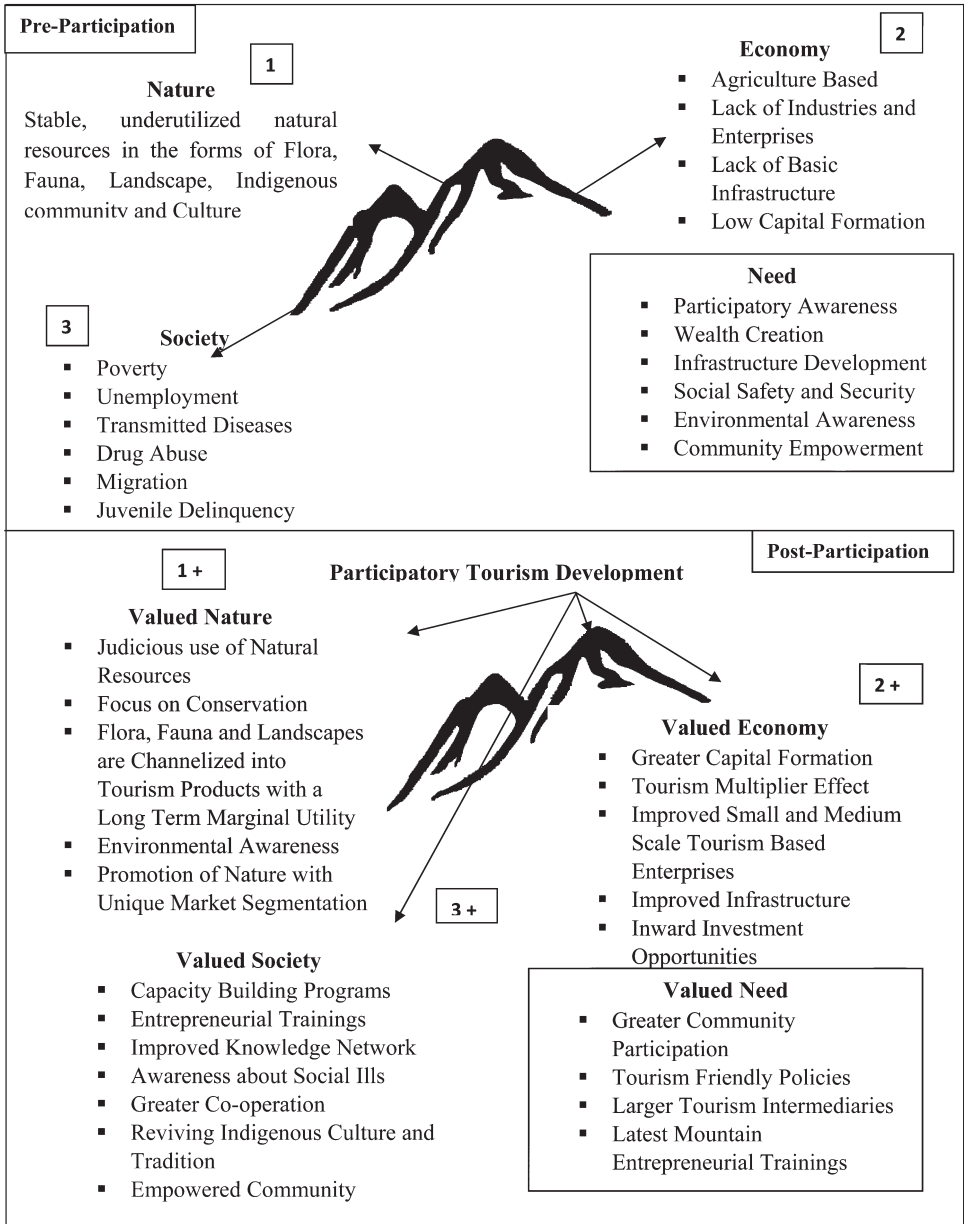 Pre-Participation
1
Nature
Stable, underutilized natural
resources in the forms of Flora,
Fauna, Landscape, Indigenous
community and Culture
2
Economy
▪ Agriculture Based
▪ Lack of Industries and
Enterprises
▪ Lack of Basic
Infrastructure
▪ Low Capital Formation
Need
▪ Participatory Awareness
▪ Wealth Creation
▪ Infrastructure Development
▪ Social Safety and Security
▪ Environmental Awareness
▪ Community Empowerment
3
Society
▪ Poverty
▪ Unemployment
▪ Transmitted Diseases
▪ Drug Abuse
▪ Migration
▪ Juvenile Delinquency
Post-Participation
Participatory Tourism Development
1 +
Valued Nature
▪ Judicious use of Natural
Resources
▪ Focus on Conservation
▪ Flora, Fauna and Landscapes
are Channelized into
Tourism Products with a
Long Term Marginal Utility
▪ Environmental Awareness
▪ Promotion of Nature with
Unique Market Segmentation
2 +
Valued Economy
▪ Greater Capital Formation
▪ Tourism Multiplier Effect
▪ Improved Small and Medium
Scale Tourism Based
Enterprises
▪ Improved Infrastructure
▪ Inward Investment
Opportunities
3 +
Valued Society
▪ Capacity Building Programs
▪ Entrepreneurial Trainings
▪ Improved Knowledge Network
▪ Awareness about Social Ills
▪ Greater Co-operation
▪ Reviving Indigenous Culture and
Tradition
▪ Empowered Community
Valued Need
▪ Greater Community
Participation
▪ Tourism Friendly Policies
▪ Larger Tourism Intermediaries
▪ Latest Mountain
Entrepreneurial Trainings